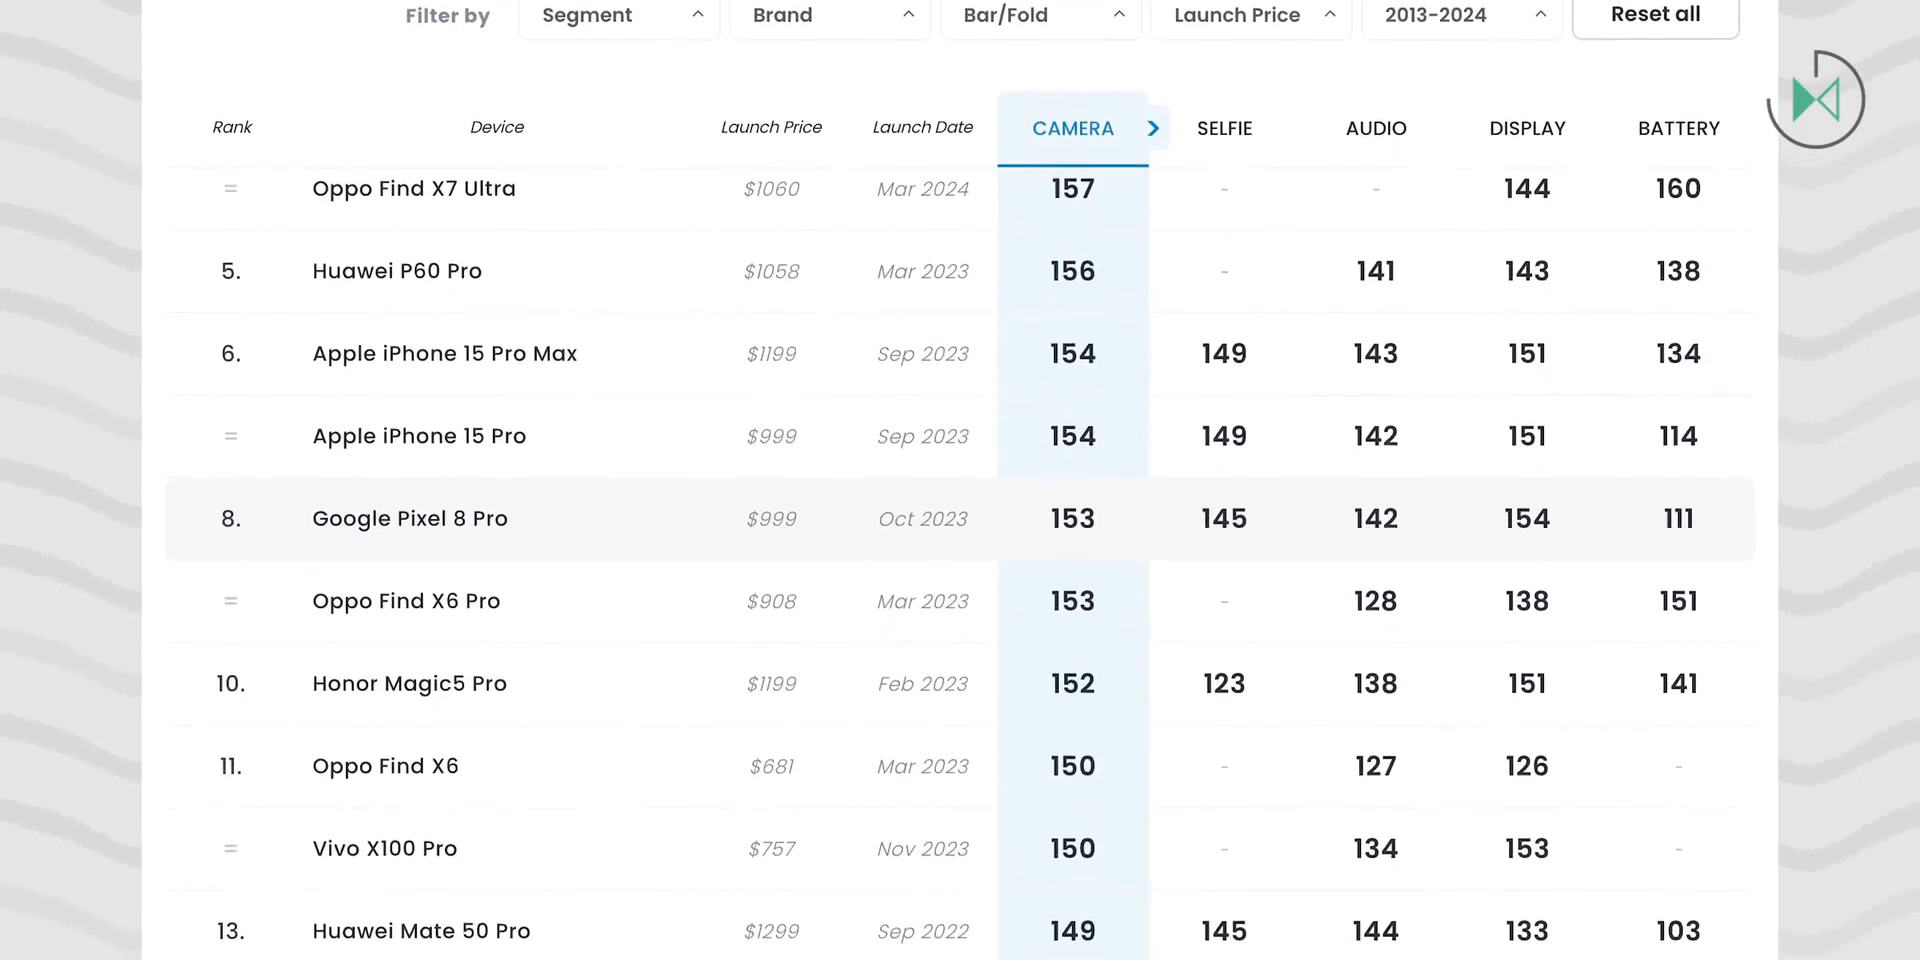 Filter by Segment Brand Bar/Fold Launch Price 2013-2024 Reset all
Rank Device Launch Price Launch Date CAMERA SELFIE AUDIO DISPLAY BATTERY
= Oppo Find X7 Ultra $1060 Mar 2024 157 - - 144 160
5. Huawei P60 Pro $1058 Mar 2023 156 - 141 143 138
6. Apple iPhone 15 Pro Max $1199 Sep 2023 154 149 143 151 134
= Apple iPhone 15 Pro $999 Sep 2023 154 149 142 151 114
8. Google Pixel 8 Pro $999 Oct 2023 153 145 142 154 111
= Oppo Find X6 Pro $908 Mar 2023 153 - 128 138 151
10. Honor Magic5 Pro $1199 Feb 2023 152 123 138 151 141
11. Oppo Find X6 $681 Mar 2023 150 - 127 126 -
= Vivo X100 Pro $757 Nov 2023 150 - 134 153 -
13. Huawei Mate 50 Pro $1299 Sep 2022 149 145 144 133 103